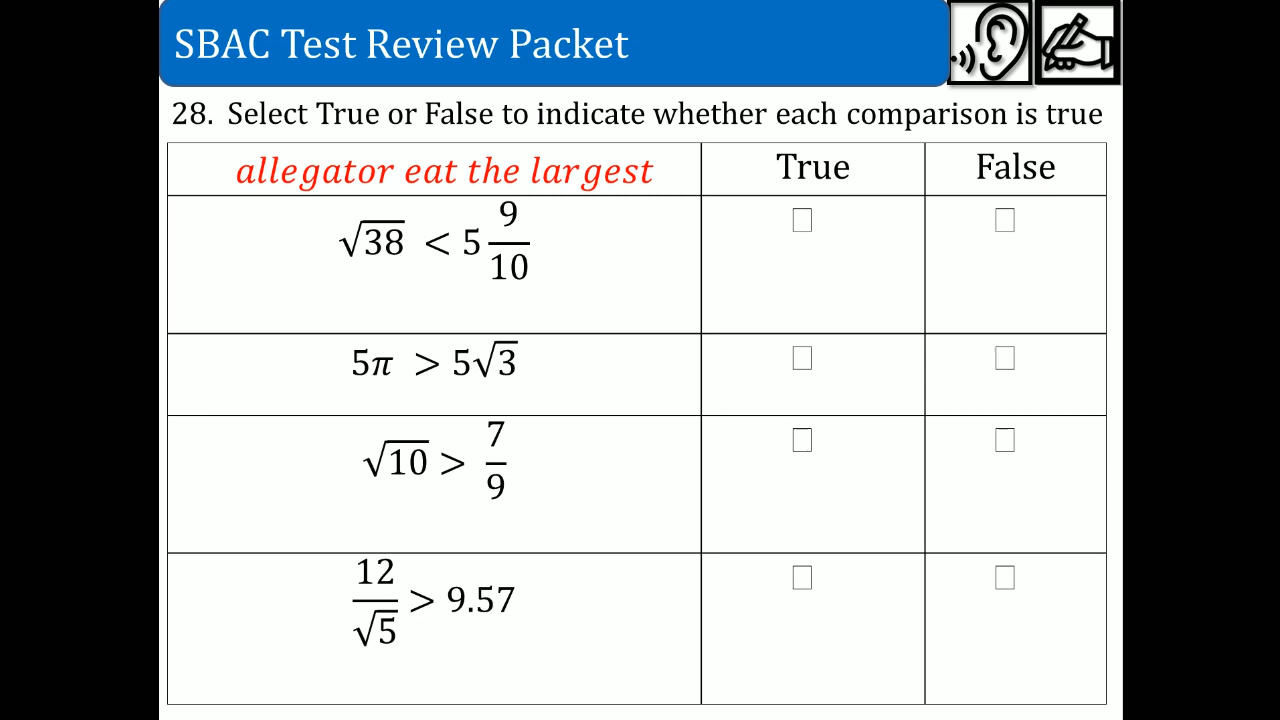 SBAC Test Review Packet
28. Select True or False to indicate whether each comparison is true
allegator eat the largest True False
√38 < 5 9/10
5π > 5√3
√10 > 7/9
12/√5 > 9.57